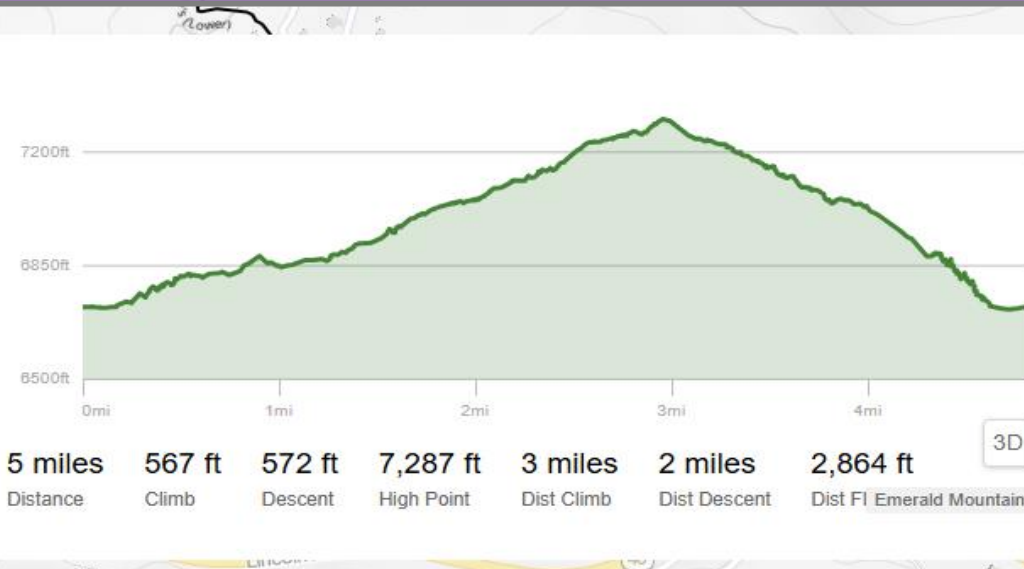 (Lower)
7200ft
6850ft
6500ft
0mi 1mi 2mi 3mi 4mi
3D
5 miles 567 ft 572 ft 7,287 ft 3 miles 2 miles 2,864 ft
Distance Climb Descent High Point Dist Climb Dist Descent Dist Fl Emerald Mountain
Lincoln
40